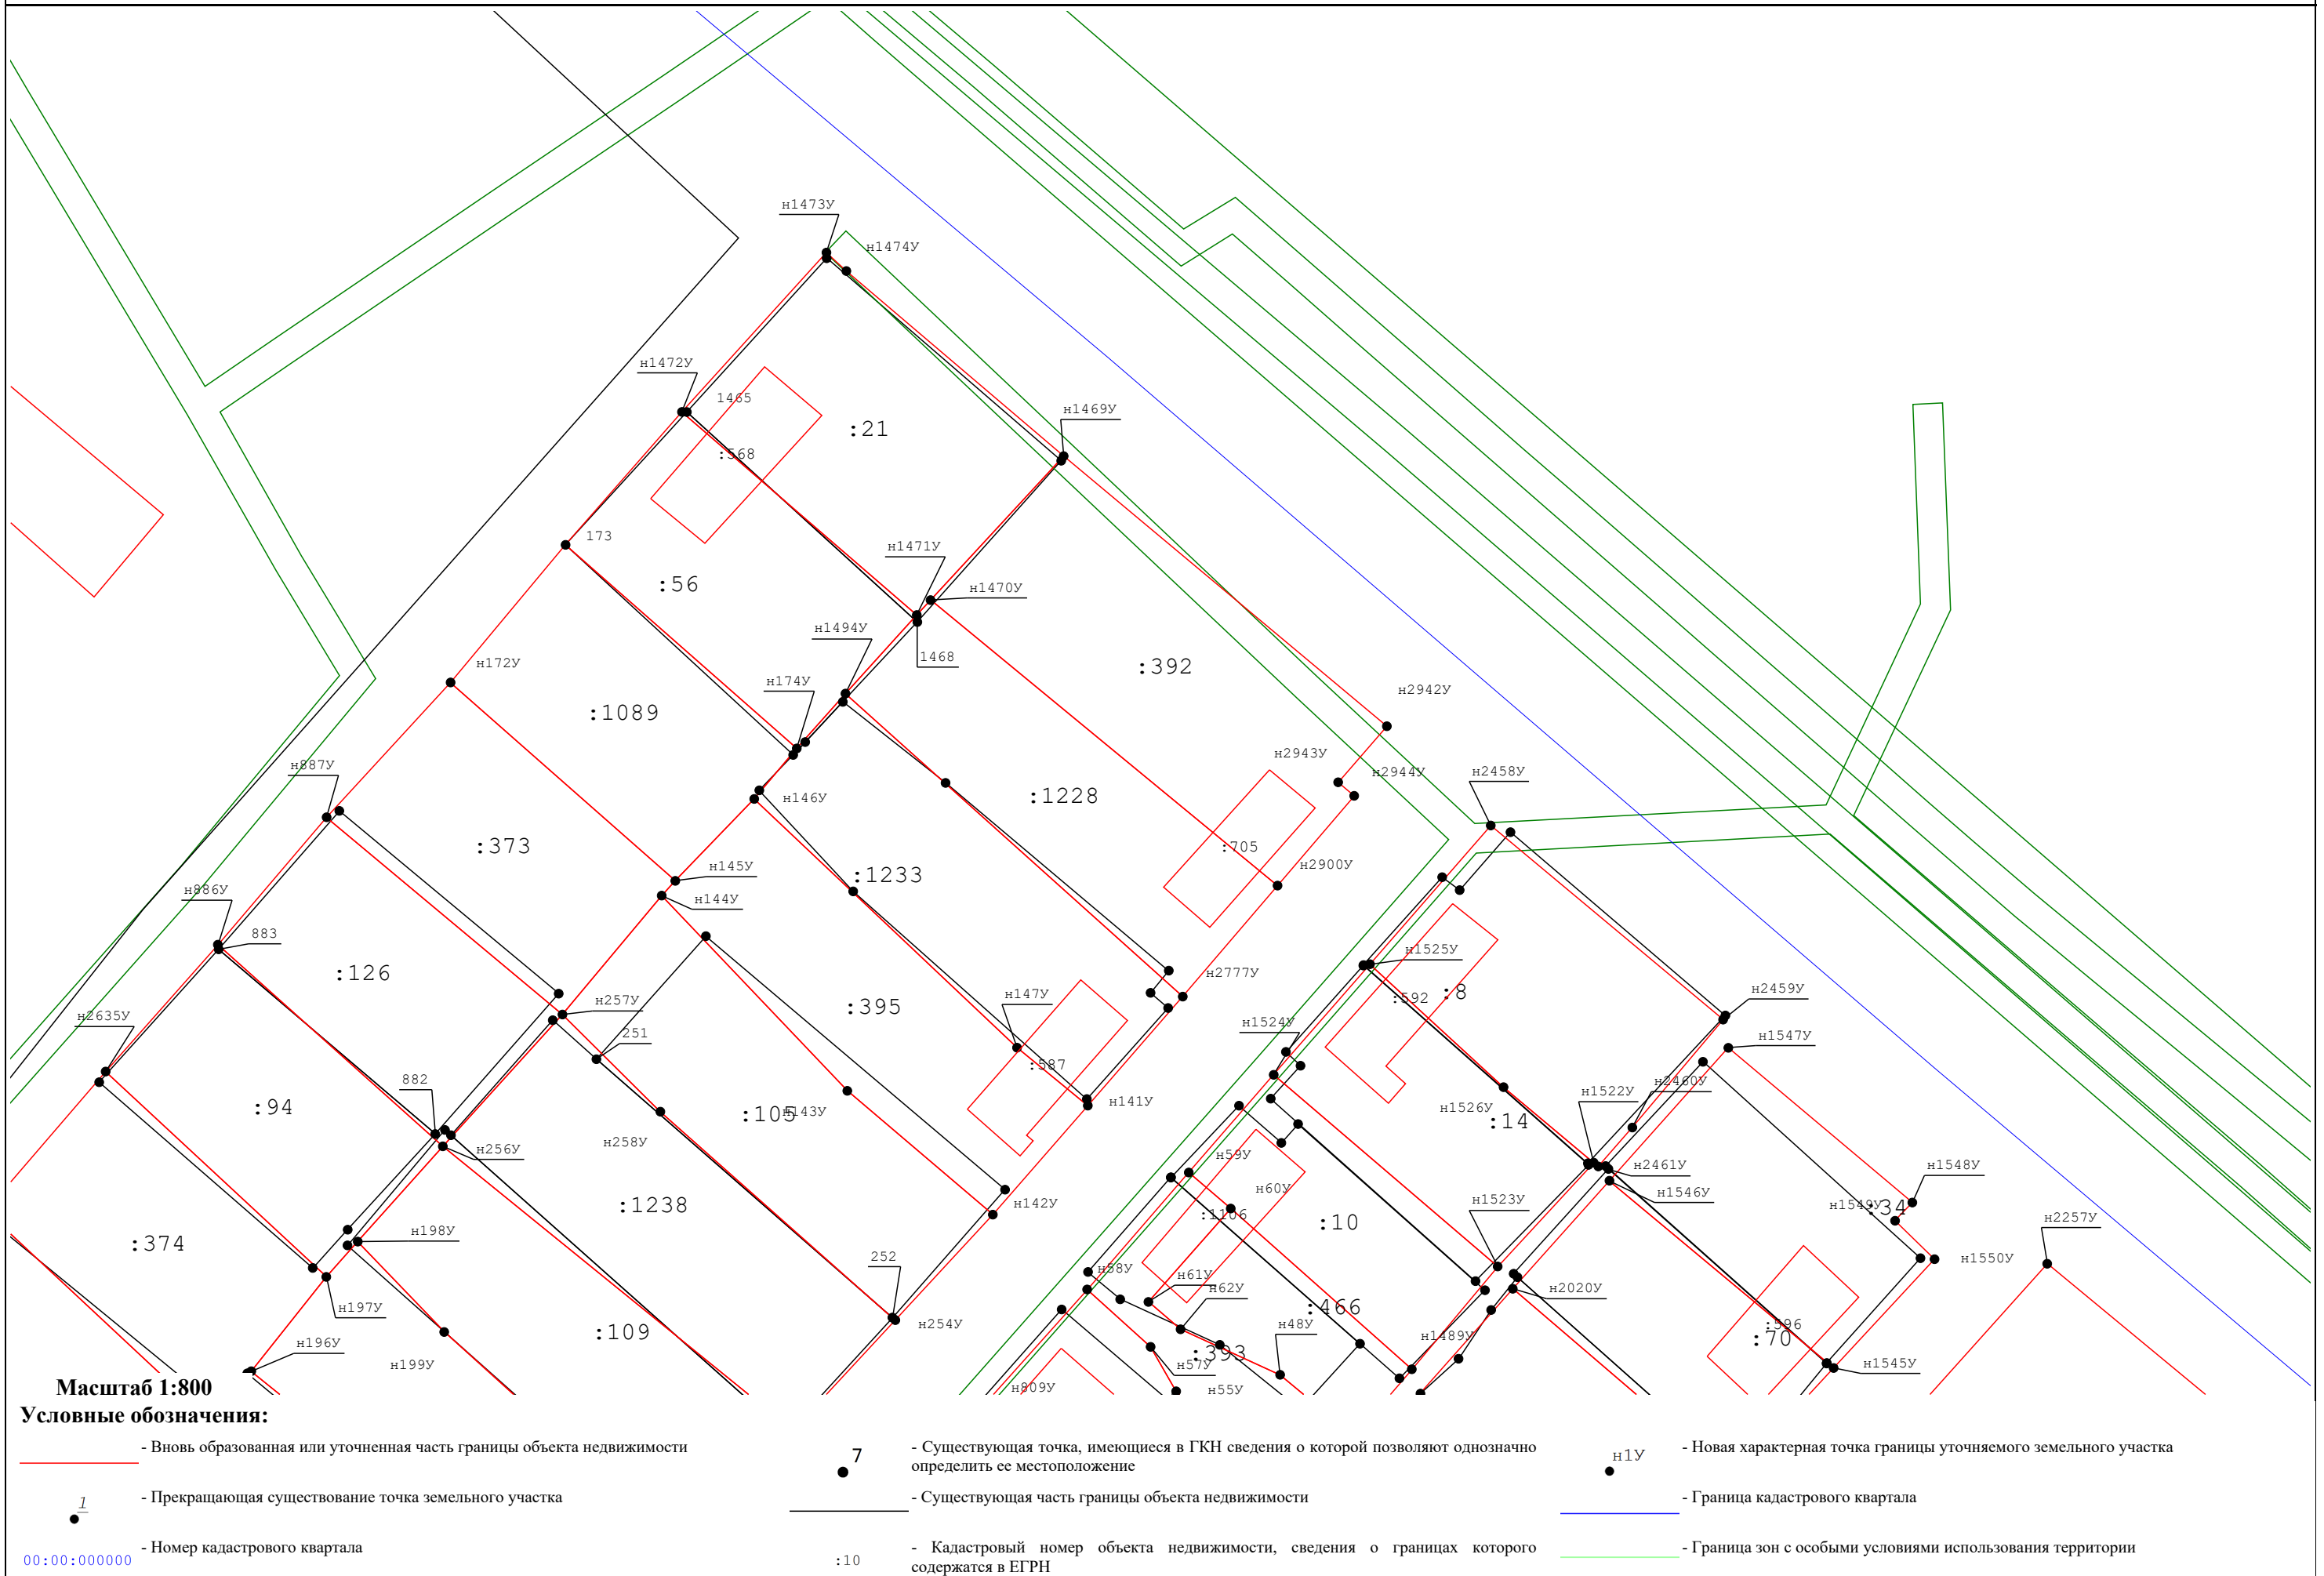 н1473У
н1474У
н1472У
1465
:21
н1469У
:568
173
н1471У
:56
н1470У
н1494У
1468
н172У
н174У
:392
:1089
н2942У
н2943У
н887У
н2944У
н2458У
н146У
:1228
:373
:705
н145У
:1233
н2900У
н886У
н144У
883
н1525У
:126
н2777У
:592
:8
н257У
н147У
:395
н2459У
н2635У
251
н1524У
н1547У
:587
882
н2460У
н1522У
:94
н143У
:105
н141У
н1526У
:14
н258У
н256У
н59У
н2461У
н1546У
н60У
н142У
н1523У
н1548У
:1238
н1549У
:34
:1106
:10
н2257У
н198У
:374
252
н58У
н61У
н62У
н1550У
н197У
н2020У
:466
н254У
:109
н48У
:596
н1489У
:70
н196У
:393
н199У
н57У
н1545У
н809У
н55У
Масштаб 1:800
Условные обозначения:
- Вновь образованная или уточненная часть границы объекта недвижимости
7
- Существующая точка, имеющиеся в ГКН сведения о которой позволяют однозначно
определить ее местоположение
н1У
- Новая характерная точка границы уточняемого земельного участка
1
- Прекращающая существование точка земельного участка
- Существующая часть границы объекта недвижимости
- Граница кадастрового квартала
00:00:000000
- Номер кадастрового квартала
:10
- Кадастровый номер объекта недвижимости, сведения о границах которого
содержатся в ЕГРН
- Граница зон с особыми условиями использования территории